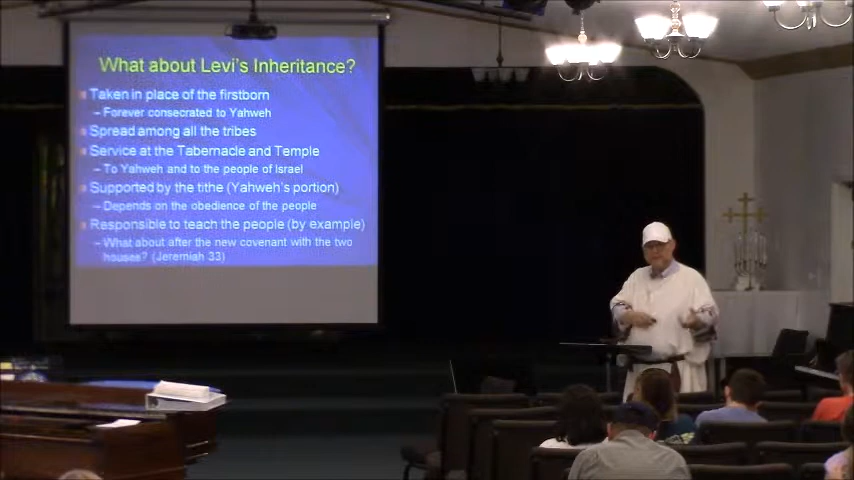 What about Levi's Inheritance?
Taken in place of the firstborn
– Forever consecrated to Yahweh
Spread among all the tribes
Service at the Tabernacle and Temple
– To Yahweh and to the people of Israel
Supported by the tithe (Yahweh's portion)
– Depends on the obedience of the people
Responsible to teach the people (by example)
– What about after the new covenant with the two
houses? (Jeremiah 33)